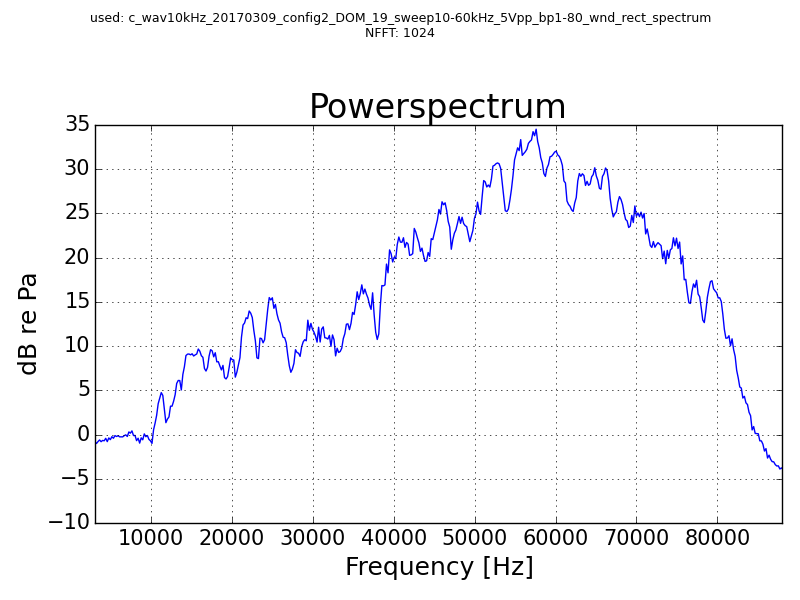 used: c_wav10kHz_20170309_config2_DOM_19_sweep10-60kHz_5Vpp_bp1-80_wnd_rect_spectrum
NFFT: 1024
Powerspectrum
35
30
25
20
15
10
5
0
−5
−10
dB re Pa
10000 20000 30000 40000 50000 60000 70000 80000
Frequency [Hz]